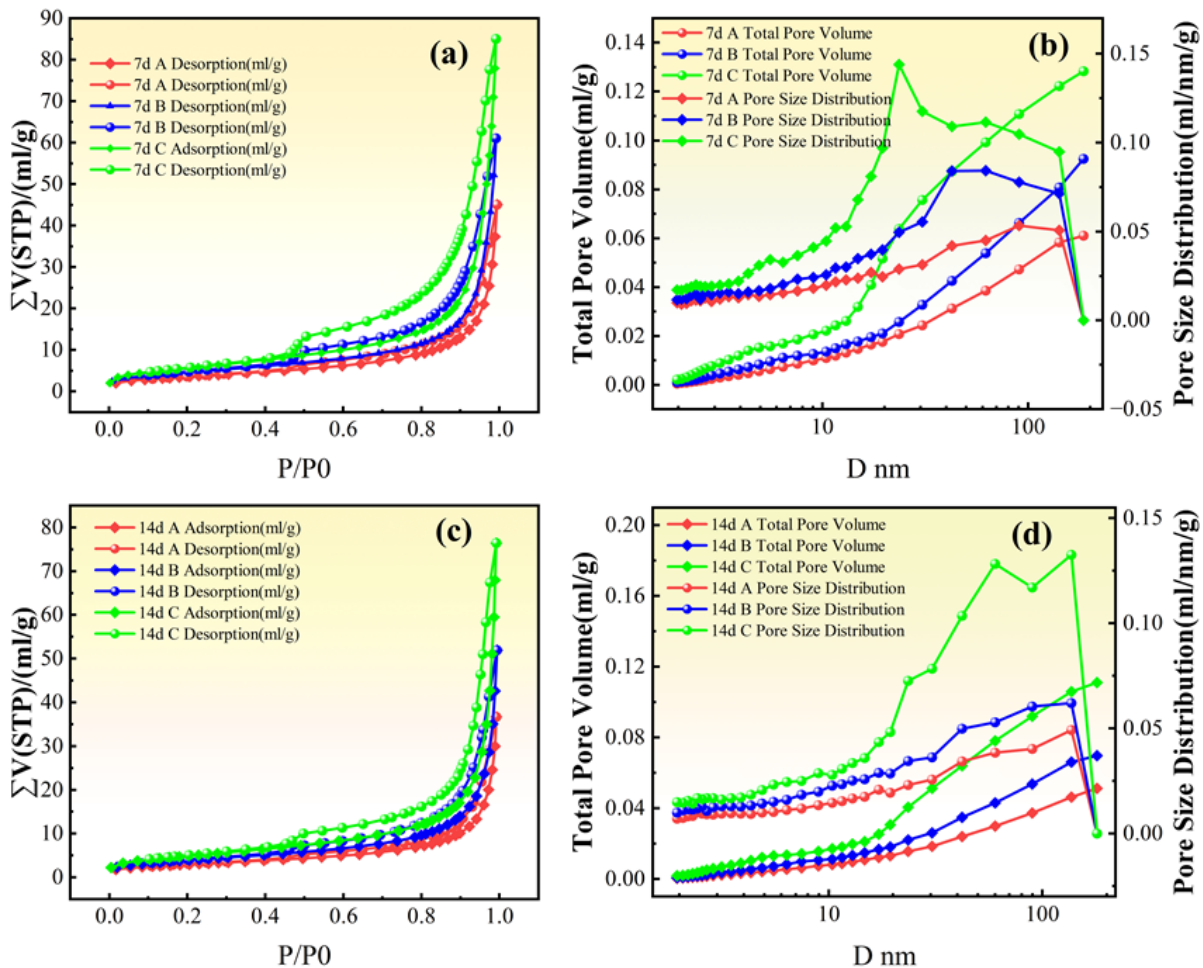 (a)
7d A Desorption(ml/g)
7d A Desorption(ml/g)
7d B Desorption(ml/g)
7d B Desorption(ml/g)
7d C Adsorption(ml/g)
7d C Desorption(ml/g)
∑V(STP)/(ml/g)
90
80
70
60
50
40
30
20
10
0
0.0 0.2 0.4 0.6 0.8 1.0
P/P0
(b)
7d A Total Pore Volume
7d B Total Pore Volume
7d C Total Pore Volume
7d A Pore Size Distribution
7d B Pore Size Distribution
7d C Pore Size Distribution
Total Pore Volume(ml/g)
0.14
0.12
0.10
0.08
0.06
0.04
0.02
0.00
Pore Size Distribution(ml/nm/g)
0.15
0.10
0.05
0.00
−0.05
10 100
D nm
(c)
14d A Adsorption(ml/g)
14d A Desorption(ml/g)
14d B Adsorption(ml/g)
14d B Desorption(ml/g)
14d C Adsorption(ml/g)
14d C Desorption(ml/g)
∑V(STP)/(ml/g)
80
70
60
50
40
30
20
10
0
0.0 0.2 0.4 0.6 0.8 1.0
P/P0
(d)
14d A Total Pore Volume
14d B Total Pore Volume
14d C Total Pore Volume
14d A Pore Size Distribution
14d B Pore Size Distribution
14d C Pore Size Distribution
Total Pore Volume(ml/g)
0.20
0.16
0.12
0.08
0.04
0.00
Pore Size Distribution(ml/nm/g)
0.15
0.10
0.05
0.00
10 100
D nm